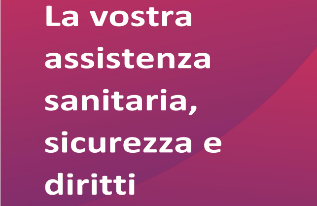 La vostra
assistenza
sanitaria,
sicurezza e
diritti